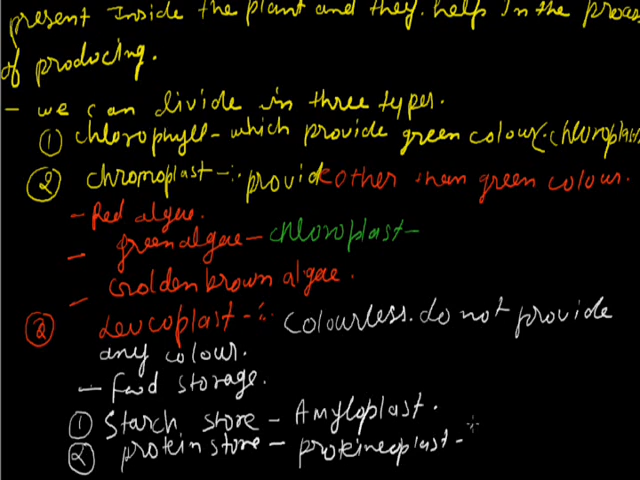 present Inside the plant and they. help In the process
of producing.
- we can divide in three types.
① chlorophyll - which provide green colour. chloroplast
② chromoplast - :- provide other than green colour.
- Red algae.
- green algae - chloroplast -
- Golden brown algae.
③ Leucoplast - :- colourless. do not provide
any colour.
- Food storage.
① Starch store - Amyloplast.
② protein store - proteineoplast -